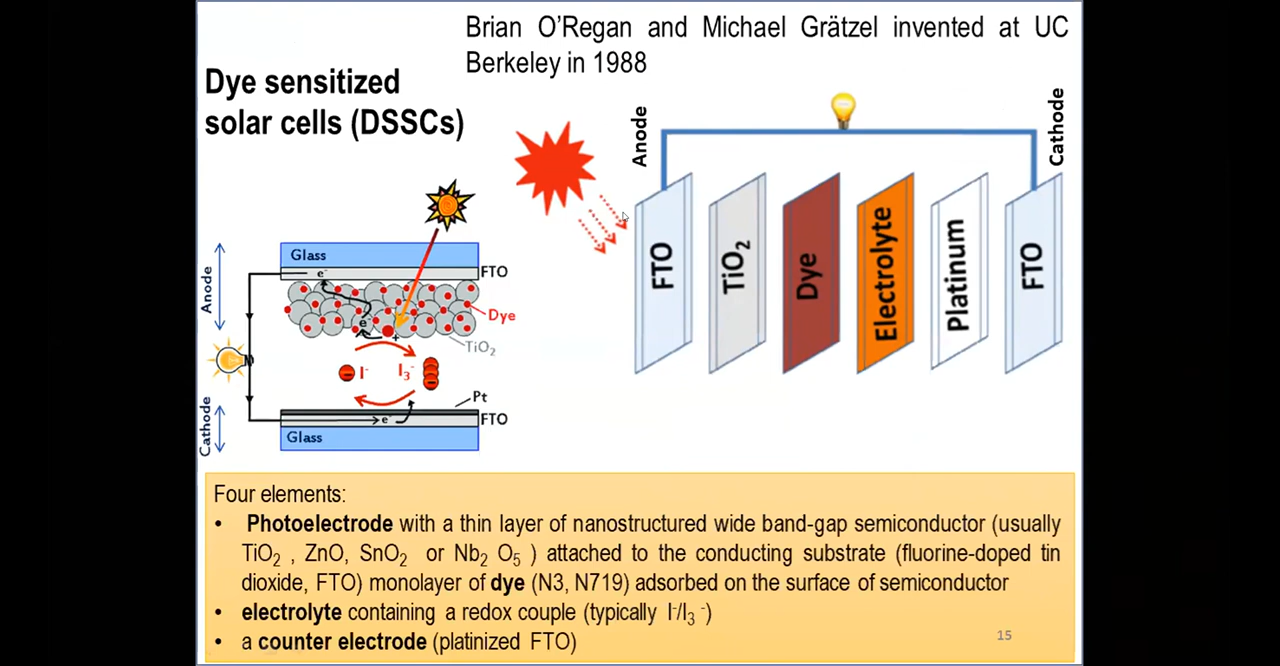 Brian O’Regan and Michael Grätzel invented at UC
Berkeley in 1988
Dye sensitized
solar cells (DSSCs)
Anode
Cathode
FTO
TiO₂
Dye
Electrolyte
Platinum
FTO
Anode
Cathode
Glass
FTO
e⁻
e⁻
+
Dye
TiO₂
I⁻
I₃⁻
Pt
e⁻
FTO
Glass
Four elements:
• Photoelectrode with a thin layer of nanostructured wide band-gap semiconductor (usually
TiO₂ , ZnO, SnO₂ or Nb₂ O₅ ) attached to the conducting substrate (fluorine-doped tin
dioxide, FTO) monolayer of dye (N3, N719) adsorbed on the surface of semiconductor
• electrolyte containing a redox couple (typically I⁻/I₃ ⁻)
• a counter electrode (platinized FTO)
15